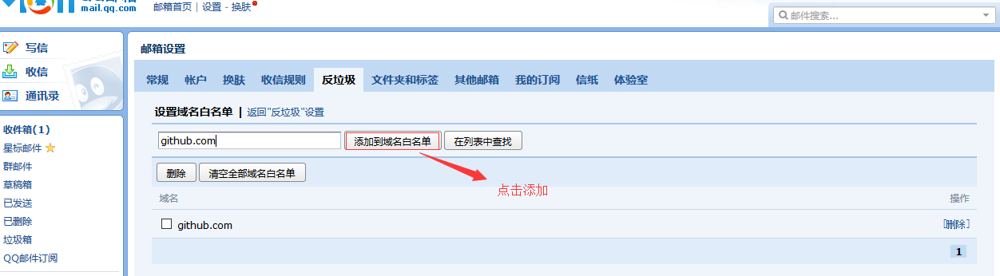 mail.qq.com
邮箱首页 | 设置 - 换肤
邮件搜索...
写信
收信
通讯录
收件箱(1)
星标邮件
群邮件
草稿箱
已发送
已删除
垃圾箱
QQ邮件订阅
邮箱设置
常规 帐户 换肤 收信规则 反垃圾 文件夹和标签 其他邮箱 我的订阅 信纸 体验室
设置域名白名单 | 返回"反垃圾"设置
github.com 添加到域名白名单 在列表中查找
删除 清空全部域名白名单
点击添加
域名 操作
github.com [删除]
1